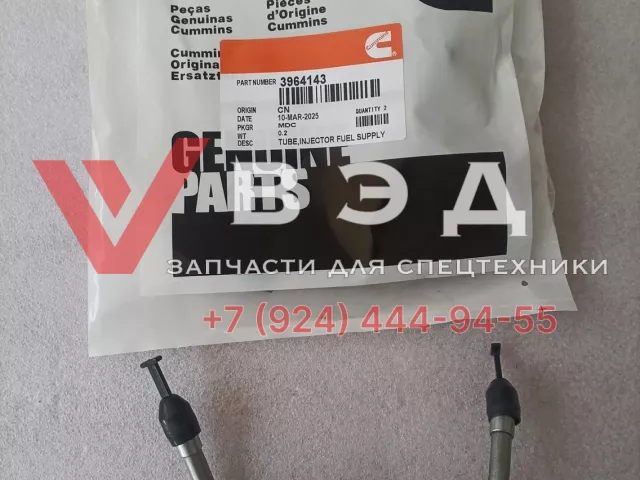 Peças
Genuinas
Cummins
Pièces
d'Origine
Cummins
Cummins
Original
Ersatzt
Cummins
PART NUMBER 3964143
ORIGIN CN
DATE 10-MAR-2025 QUANTITY 2
PKGR MDC
WT 0.2
DESC TUBE,INJECTOR FUEL SUPPLY
GENUINE
PARTS
ВЭД
ЗАПЧАСТИ ДЛЯ СПЕЦТЕХНИКИ
+7 (924) 444-94-55